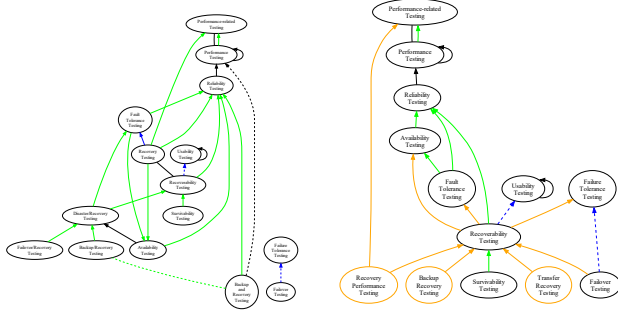 Performance-related
Testing
Performance
Testing
Reliability
Testing
Fault
Tolerance
Testing
Recovery
Testing
Usability
Testing
Recoverability
Testing
Disaster/Recovery
Testing
Survivability
Testing
Failover/Recovery
Testing
Backup/Recovery
Testing
Availability
Testing
Backup
and
Recovery
Testing
Failure
Tolerance
Testing
Failover
Testing
Performance-related
Testing
Performance
Testing
Reliability
Testing
Availability
Testing
Fault
Tolerance
Testing
Usability
Testing
Failure
Tolerance
Testing
Recoverability
Testing
Recovery
Performance
Testing
Backup
Recovery
Testing
Survivability
Testing
Transfer
Recovery
Testing
Failover
Testing